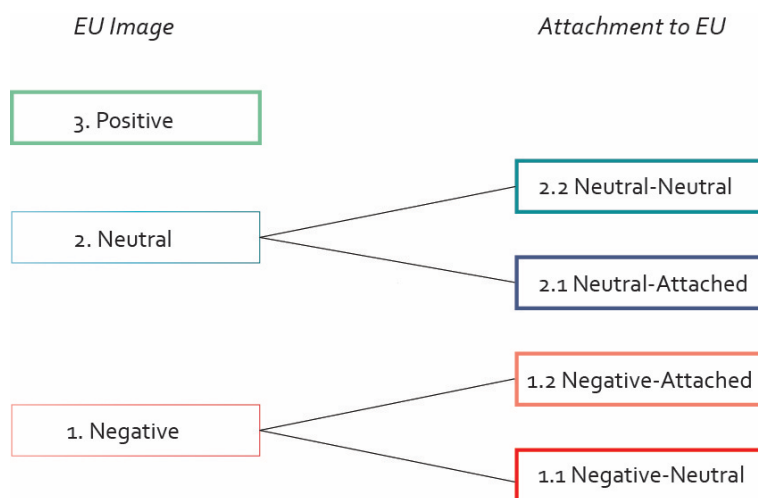 EU Image
Attachment to EU
3. Positive
2.2 Neutral-Neutral
2. Neutral
2.1 Neutral-Attached
1.2 Negative-Attached
1. Negative
1.1 Negative-Neutral